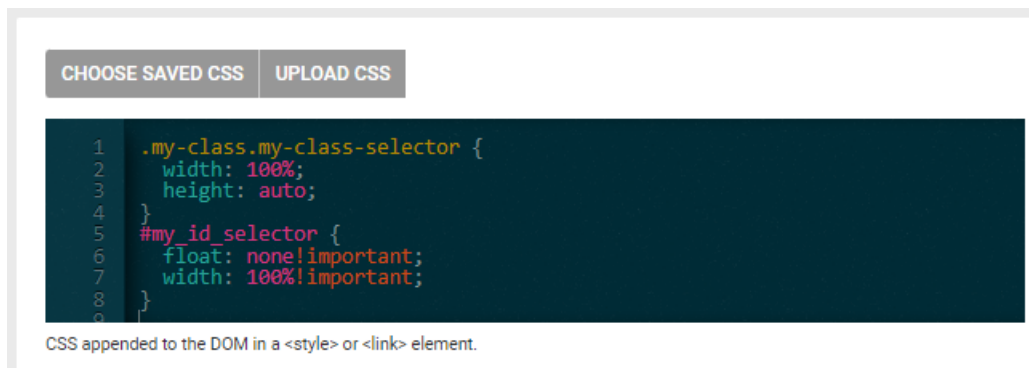 CHOOSE SAVED CSS UPLOAD CSS
1 .my-class.my-class-selector {
2 width: 100%;
3 height: auto;
4 }
5 #my_id_selector {
6 float: none!important;
7 width: 100%!important;
8 }
9
CSS appended to the DOM in a <style> or <link> element.